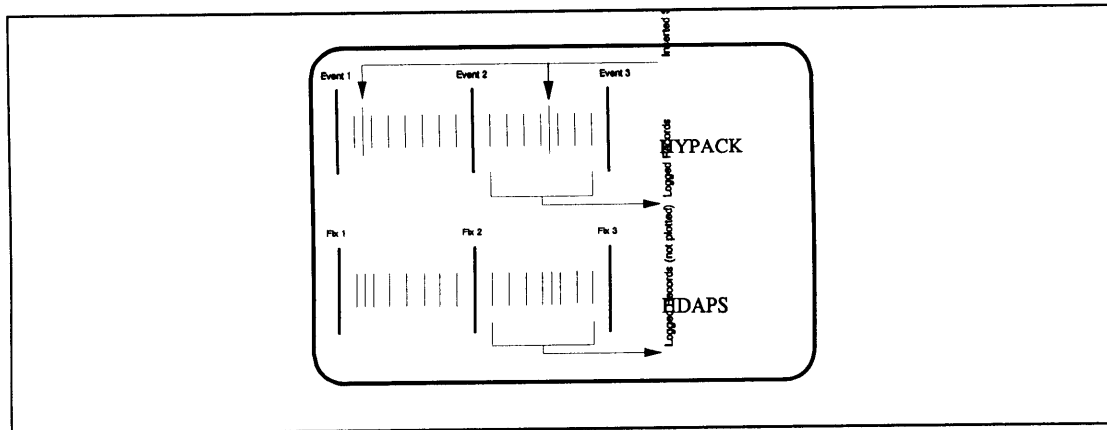 Inserted
Event 1
Event 2
Event 3
HYPACK
Logged Records
Fix 1
Fix 2
Fix 3
HDAPS
Logged Records (not plotted)